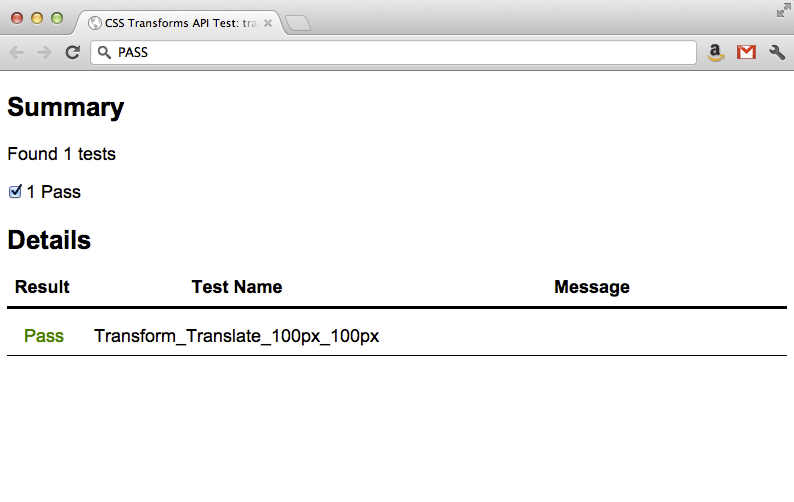 CSS Transforms API Test: tra
PASS
Summary
Found 1 tests
1 Pass
Details
Result Test Name Message
Pass Transform_Translate_100px_100px